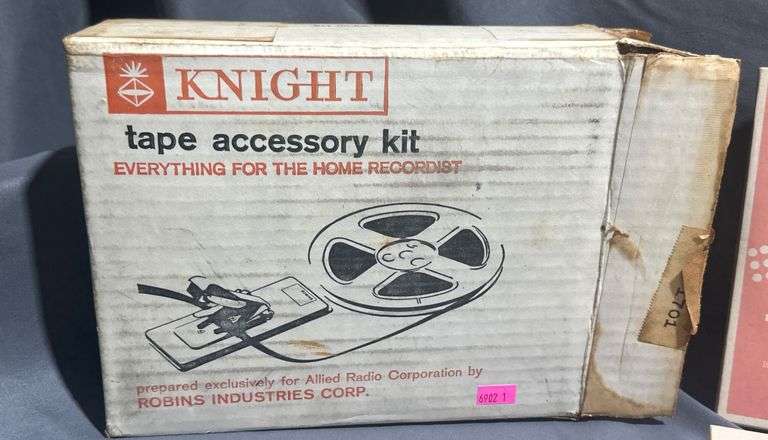 KNIGHT
tape accessory kit
EVERYTHING FOR THE HOME RECORDIST
prepared exclusively for Allied Radio Corporation by
ROBINS INDUSTRIES CORP.
6902 1
1701